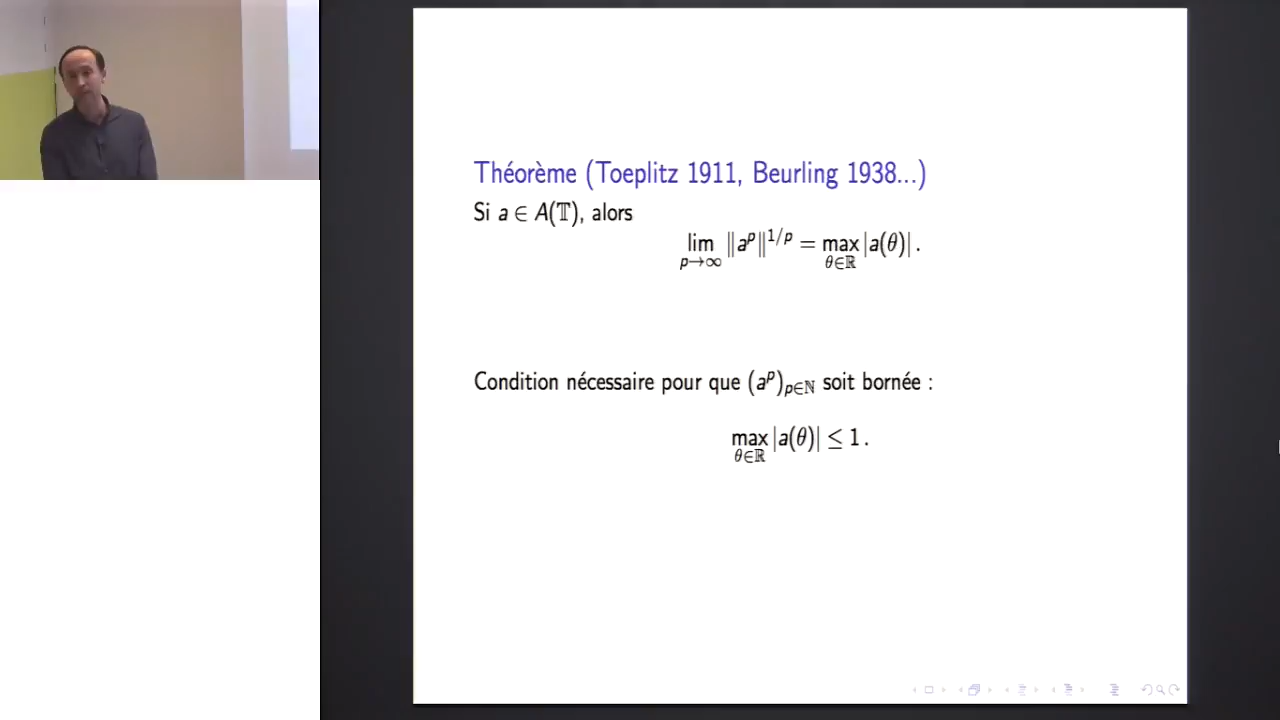 Théorème (Toeplitz 1911, Beurling 1938...)
Si a ∈ A(𝕋), alors
lim_{p→∞} ‖a^p‖^{1/p} = max_{θ∈ℝ} |a(θ)| .
Condition nécessaire pour que (a^p)_{p∈ℕ} soit bornée :
max_{θ∈ℝ} |a(θ)| ≤ 1 .